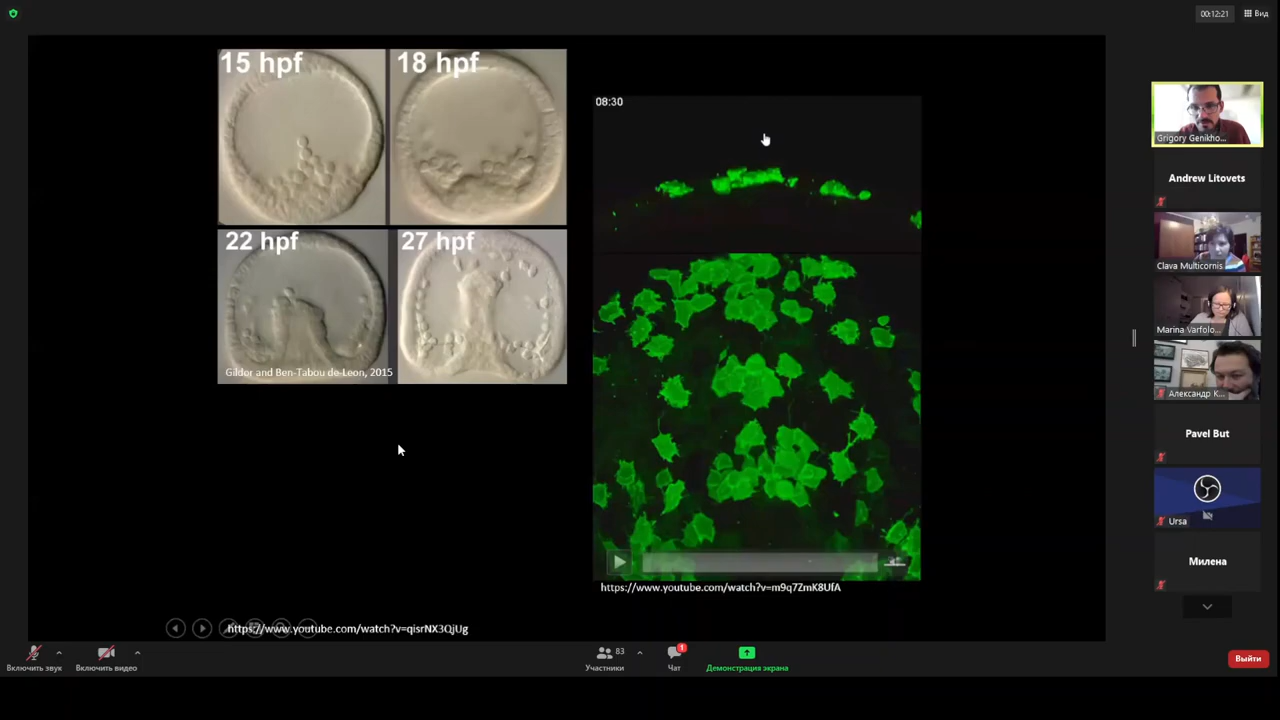 00:12:21
Вид
15 hpf
18 hpf
22 hpf
27 hpf
Gildor and Ben-Tabou de-Leon, 2015
08:30
https://www.youtube.com/watch?v=m9q7ZmK8UfA
https://www.youtube.com/watch?v=qisrNX3QjUg
Grigory Genikho...
Andrew Litovets
Clava Multicornis
Marina Varfolo...
Александр К...
Pavel But
Ursa
Милена
Включить звук
Включить видео
83
Участники
1
Чат
Демонстрация экрана
Выйти